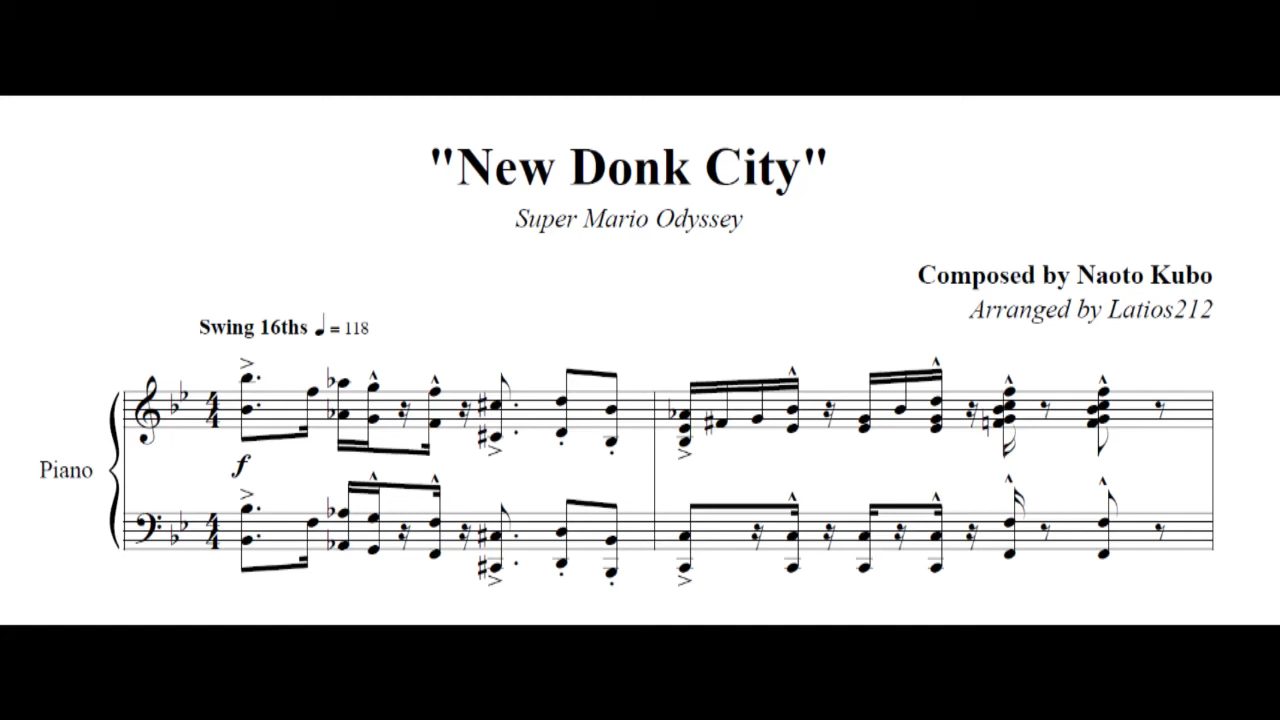 "New Donk City"
Super Mario Odyssey
Composed by Naoto Kubo
Arranged by Latios212
Swing 16ths ♩ = 118
f
Piano